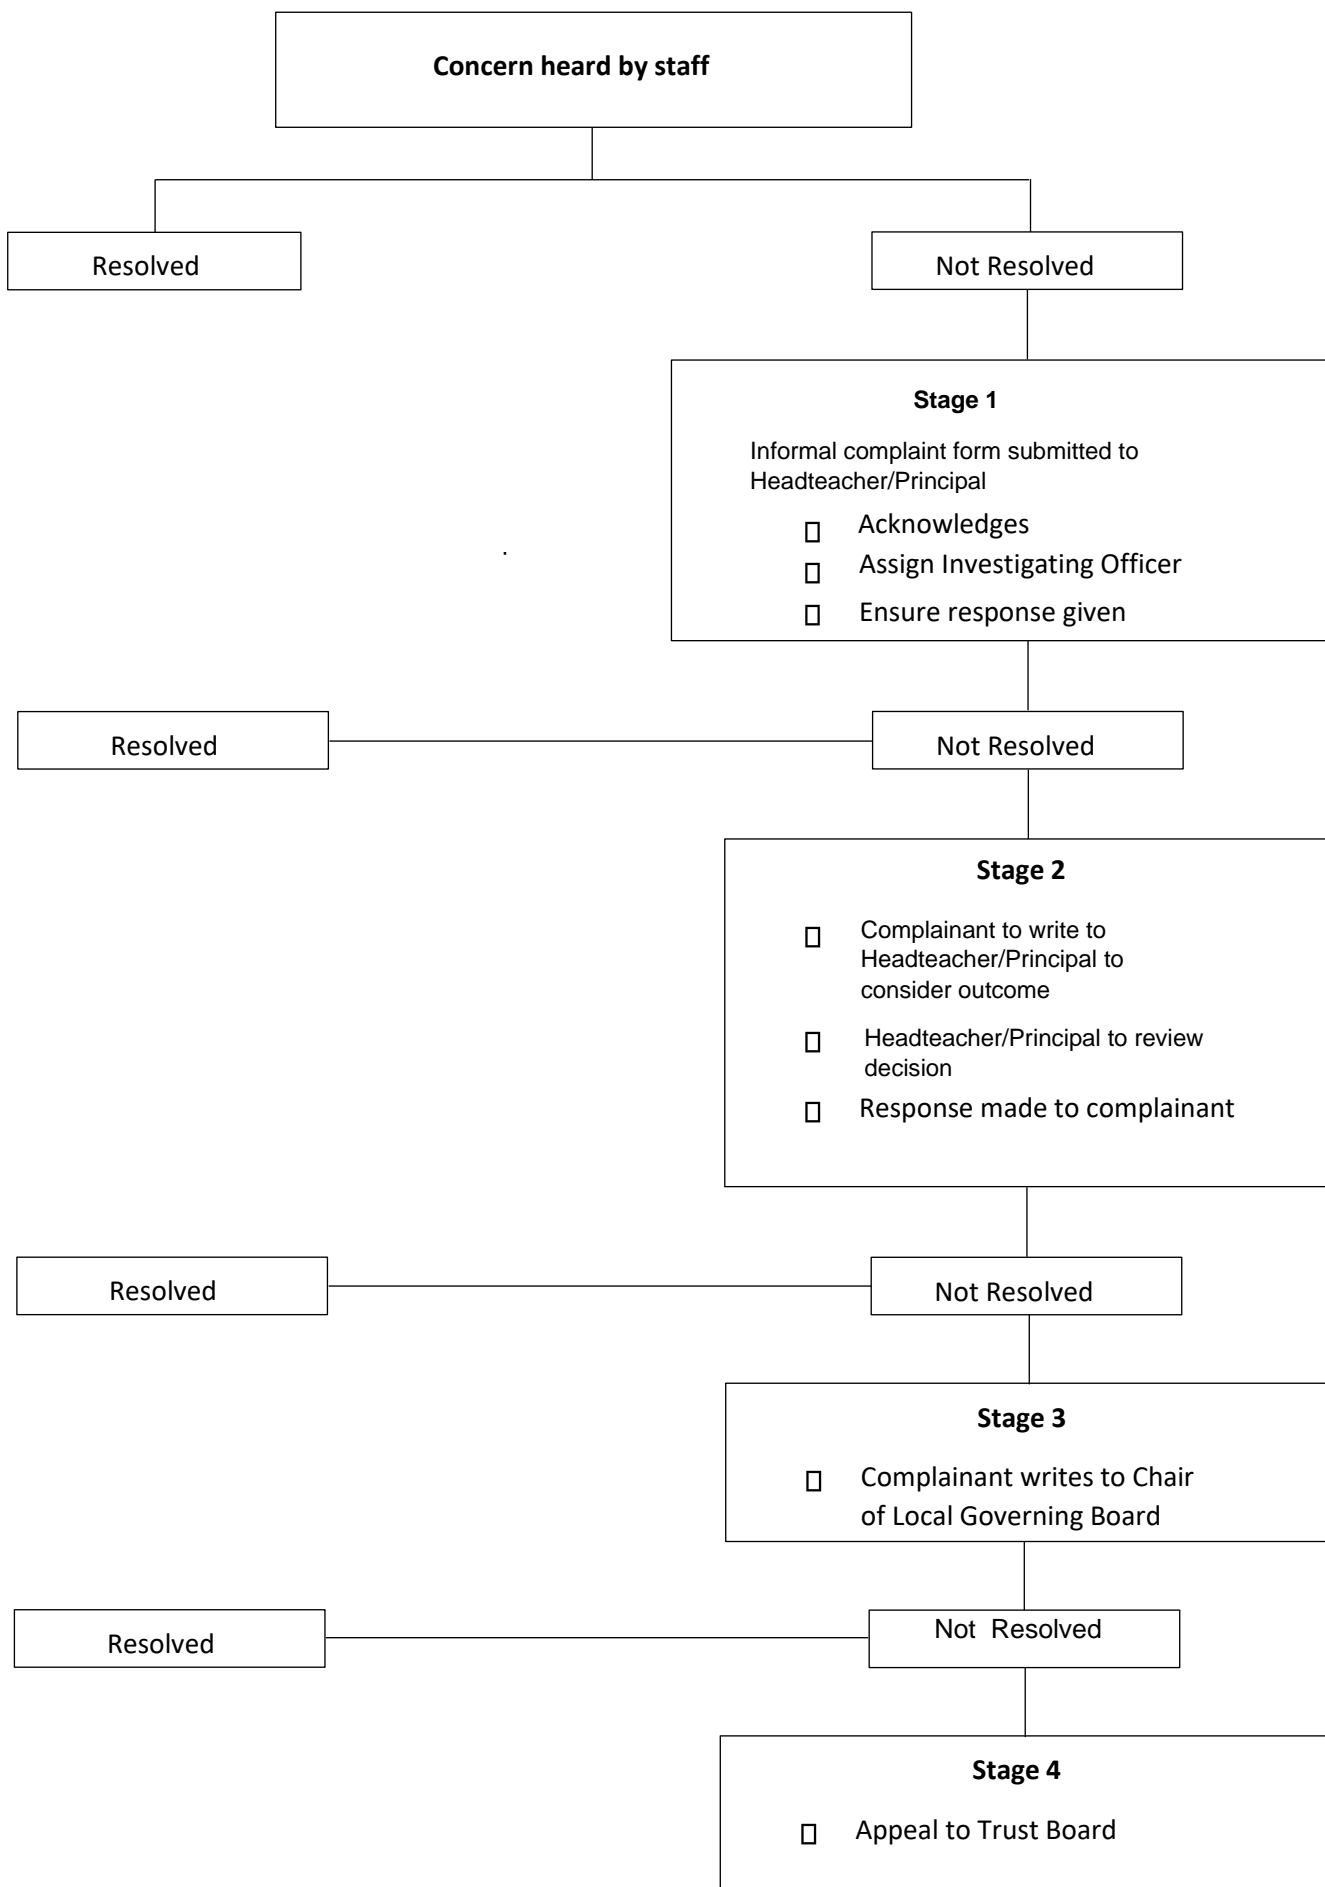 Concern heard by staff
Resolved
Not Resolved
Stage 1
Informal complaint form submitted to
Headteacher/Principal
Acknowledges
Assign Investigating Officer
Ensure response given
.
Resolved
Not Resolved
Stage 2
Complainant to write to
Headteacher/Principal to
consider outcome
Headteacher/Principal to review
decision
Response made to complainant
Resolved
Not Resolved
Stage 3
Complainant writes to Chair
of Local Governing Board
Resolved
Not Resolved
Stage 4
Appeal to Trust Board